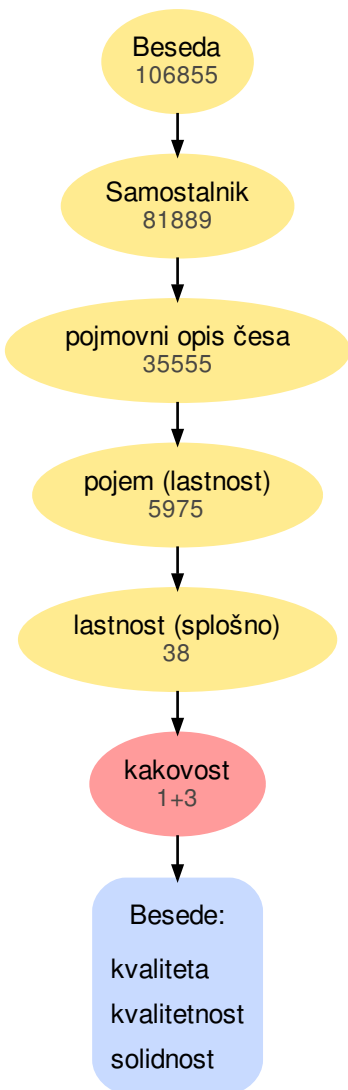 Beseda
106855
Samostalnik
81889
pojmovni opis česa
35555
pojem (lastnost)
5975
lastnost (splošno)
38
kakovost
1+3
Besede:
kvaliteta
kvalitetnost
solidnost